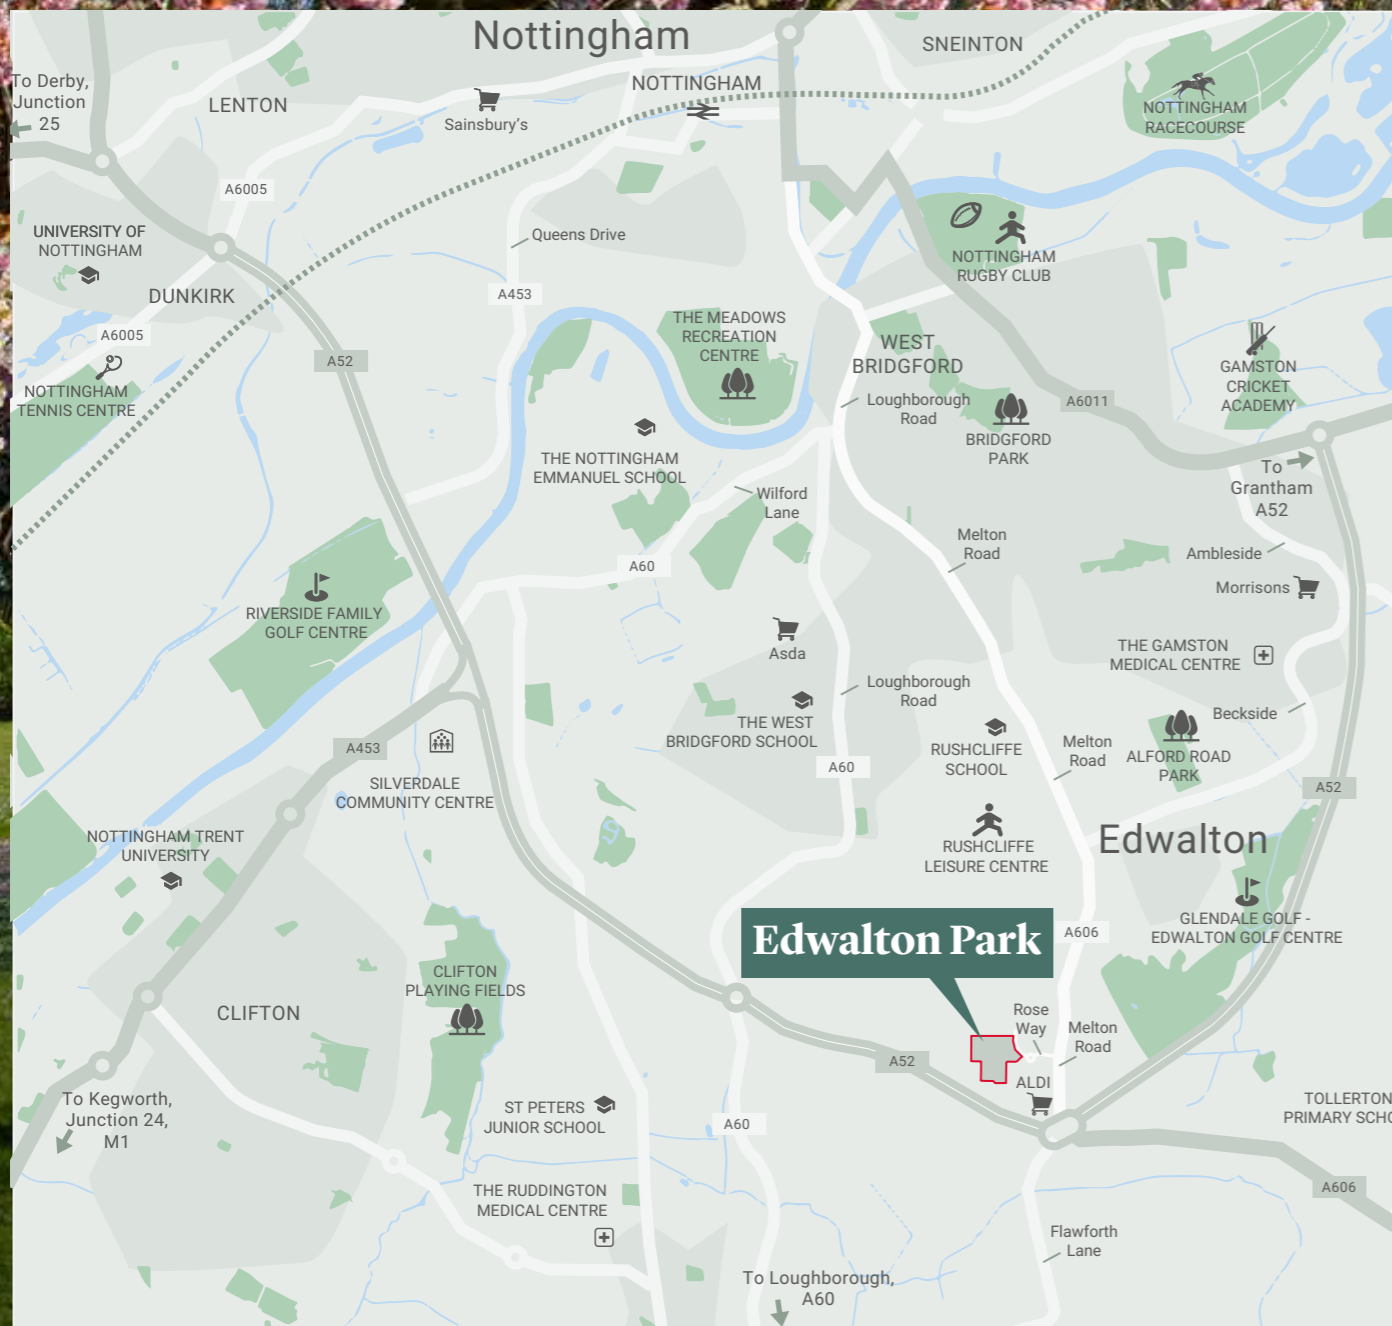 Nottingham
SNEINTON
To Derby,
Junction
25
LENTON
Sainsbury's
NOTTINGHAM
NOTTINGHAM
RACECOURSE
A6005
UNIVERSITY OF
NOTTINGHAM
DUNKIRK
Queens Drive
NOTTINGHAM
RUGBY CLUB
A453
A6005
A52
THE MEADOWS
RECREATION
CENTRE
WEST
BRIDGFORD
GAMSTON
CRICKET
ACADEMY
NOTTINGHAM
TENNIS CENTRE
Loughborough
Road
A6011
BRIDGFORD
PARK
THE NOTTINGHAM
EMMANUEL SCHOOL
To
Grantham
A52
Wilford
Lane
Melton
Road
Ambleside
A60
Morrisons
RIVERSIDE FAMILY
GOLF CENTRE
Asda
THE GAMSTON
MEDICAL CENTRE
Loughborough
Road
Beckside
THE WEST
BRIDGFORD SCHOOL
RUSHCLIFFE
SCHOOL
Melton
Road
ALFORD ROAD
PARK
A453
A60
A52
SILVERDALE
COMMUNITY CENTRE
NOTTINGHAM TRENT
UNIVERSITY
RUSHCLIFFE
LEISURE CENTRE
Edwalton
GLENDALE GOLF -
EDWALTON GOLF CENTRE
Edwalton Park
A606
CLIFTON
PLAYING FIELDS
CLIFTON
Rose
Way
Melton
Road
A52
ALDI
To Kegworth,
Junction 24,
M1
ST PETERS
JUNIOR SCHOOL
A60
TOLLERTON
PRIMARY SCHO
THE RUDDINGTON
MEDICAL CENTRE
A606
Flawforth
Lane
To Loughborough,
A60